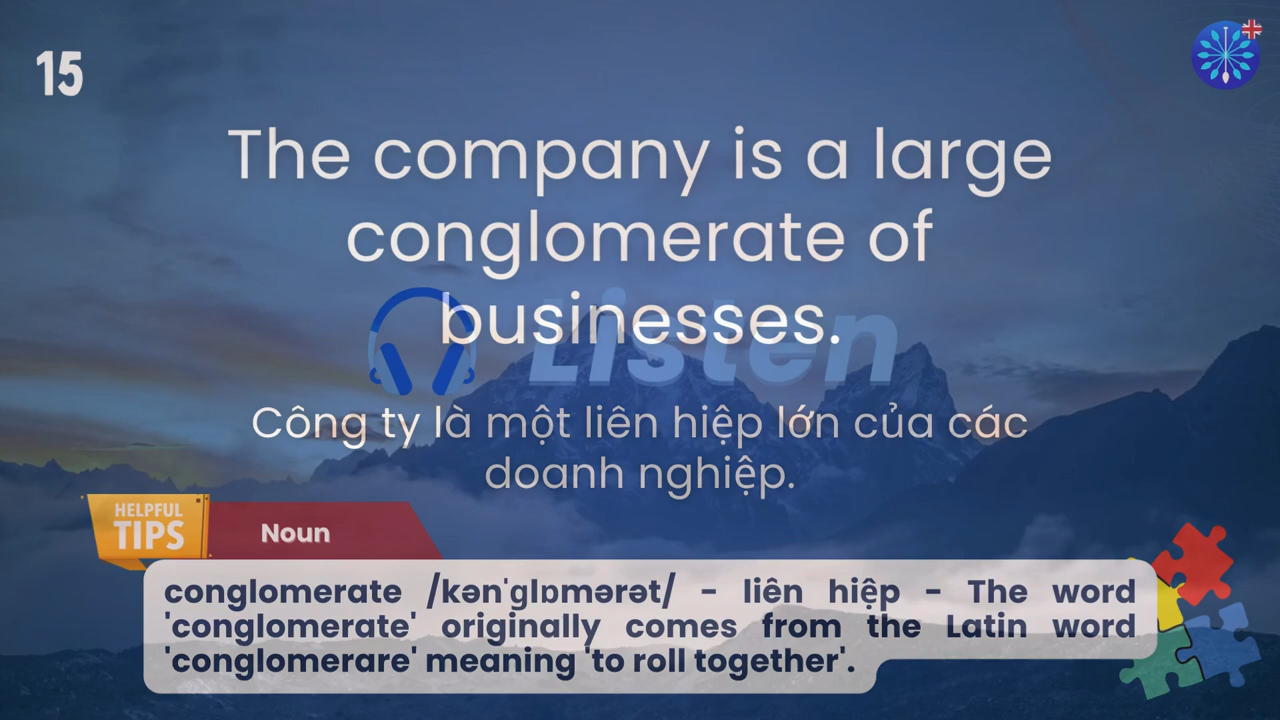 15
The company is a large
conglomerate of
businesses.
Listen
Công ty là một liên hiệp lớn của các
doanh nghiệp.
HELPFUL
TIPS
Noun
conglomerate /kənˈɡlɒmərət/ - liên hiệp - The word
'conglomerate' originally comes from the Latin word
'conglomerare' meaning 'to roll together'.